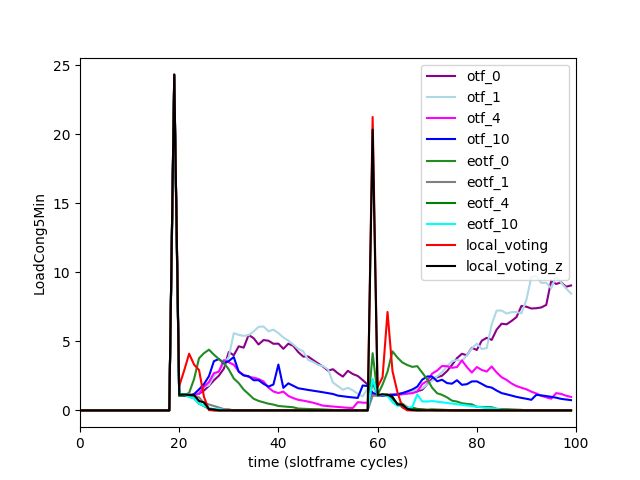 25
20
15
10
5
0
LoadCong5Min
otf_0
otf_1
otf_4
otf_10
eotf_0
eotf_1
eotf_4
eotf_10
local_voting
local_voting_z
0 20 40 60 80 100
time (slotframe cycles)